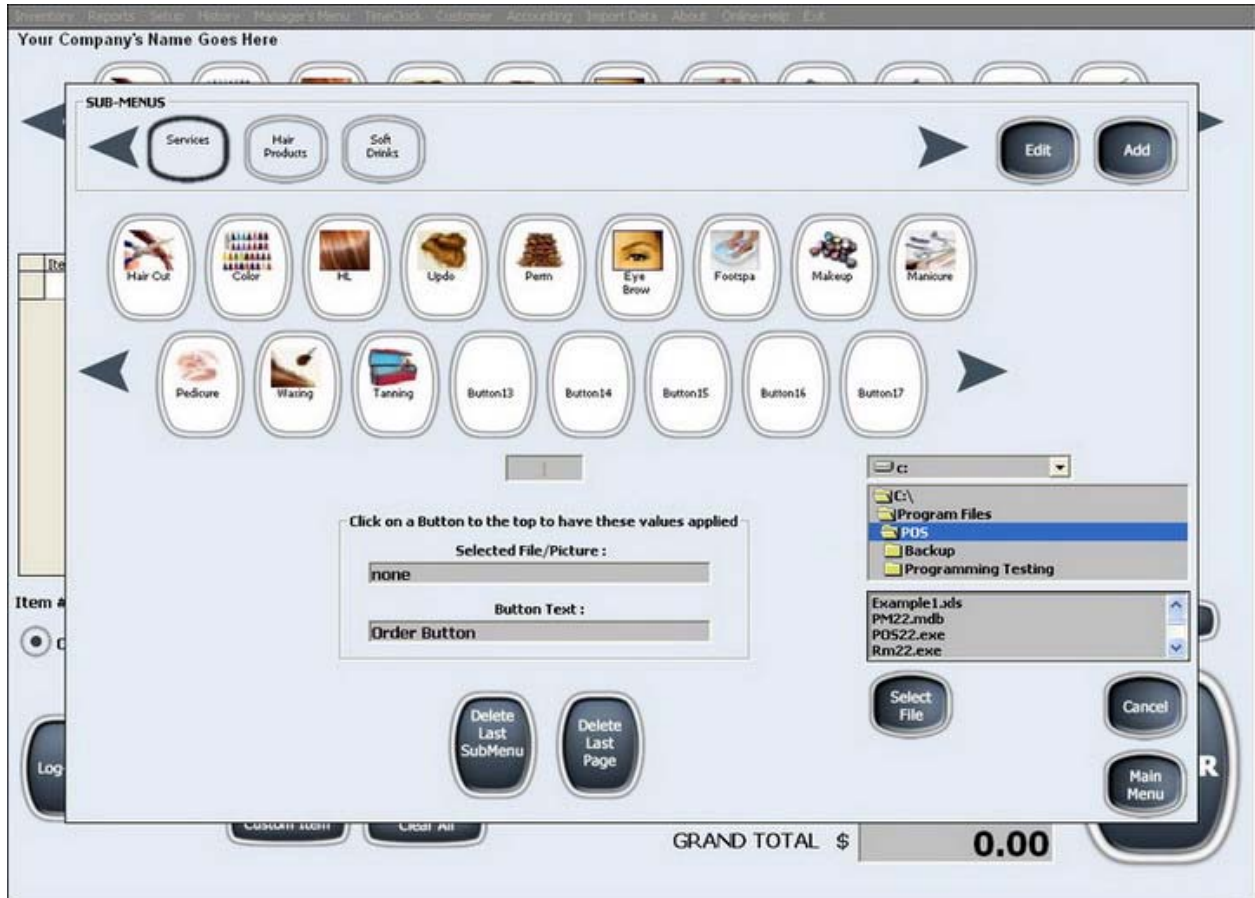 Inventory Reports Setup History Manager's Menu TimeClock Customer Accounting Import Data About Online-Help Exit
Your Company's Name Goes Here
SUB-MENUS
Services
Hair
Products
Soft
Drinks
Edit
Add
Hair Cut
Color
HL
Updo
Perm
Eye
Brow
Footspa
Makeup
Manicure
Pedicure
Waxing
Tanning
Button13
Button14
Button15
Button16
Button17
1
c:
C:\
Program Files
POS
Backup
Programming Testing
Click on a Button to the top to have these values applied
Selected File/Picture :
none
Button Text :
Order Button
Example1.xls
PM22.mdb
POS22.exe
Rm22.exe
Item #
Delete
Last
SubMenu
Delete
Last
Page
Select
File
Cancel
Main
Menu
Log-
Custom Item
Clear All
GRAND TOTAL $
0.00